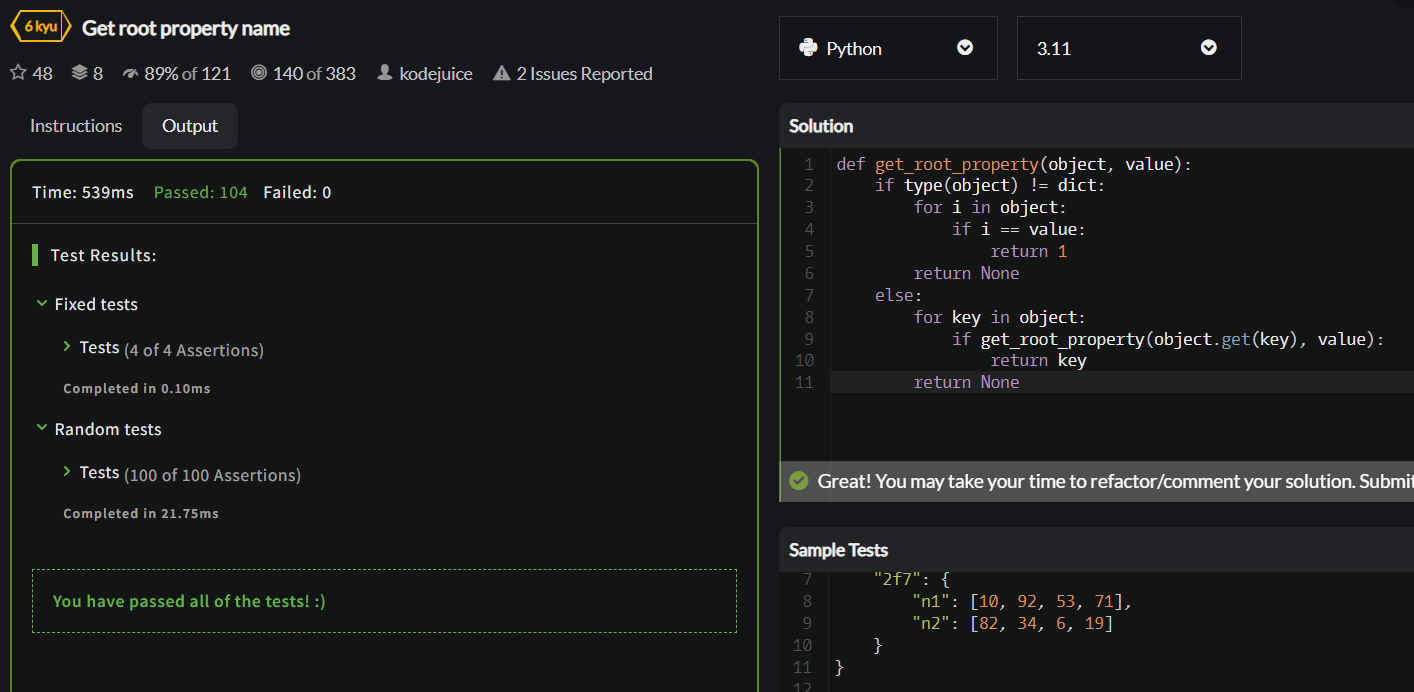 6 kyu Get root property name
48 8 89% of 121 140 of 383 kodejuice 2 Issues Reported
Instructions Output
Time: 539ms Passed: 104 Failed: 0
Test Results:
Fixed tests
Tests (4 of 4 Assertions)
Completed in 0.10ms
Random tests
Tests (100 of 100 Assertions)
Completed in 21.75ms
You have passed all of the tests! :)
Python 3.11
Solution
1 def get_root_property(object, value):
2     if type(object) != dict:
3         for i in object:
4             if i == value:
5                 return 1
6         return None
7     else:
8         for key in object:
9             if get_root_property(object.get(key), value):
10                 return key
11         return None
Great! You may take your time to refactor/comment your solution. Submit
Sample Tests
7     "2f7": {
8         "n1": [10, 92, 53, 71],
9         "n2": [82, 34, 6, 19]
10     }
11 }
12